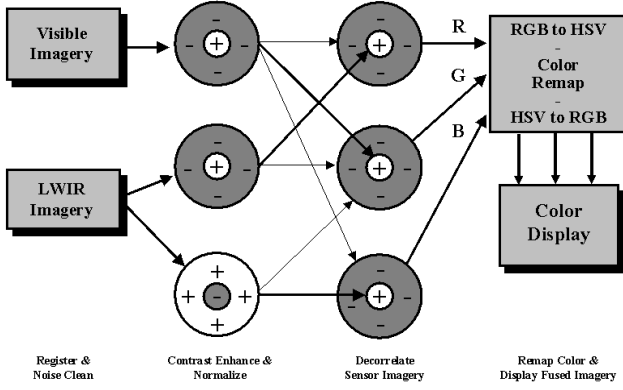 Visible
Imagery
LWIR
Imagery
+
-
-
-
-
+
-
-
-
-
-
+
+
+
+
+
-
-
-
-
+
-
-
-
-
+
-
-
-
-
R
G
B
RGB to HSV
-
Color
Remap
-
HSV to RGB
Color
Display
Register &
Noise Clean
Contrast Enhance &
Normalize
Decorrelate
Sensor Imagery
Remap Color &
Display Fused Imagery